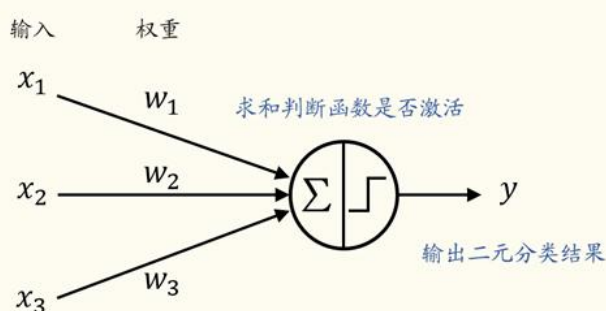 输入 权重
x₁
w₁
求和判断函数是否激活
x₂
w₂
Σ
y
输出二元分类结果
w₃
x₃